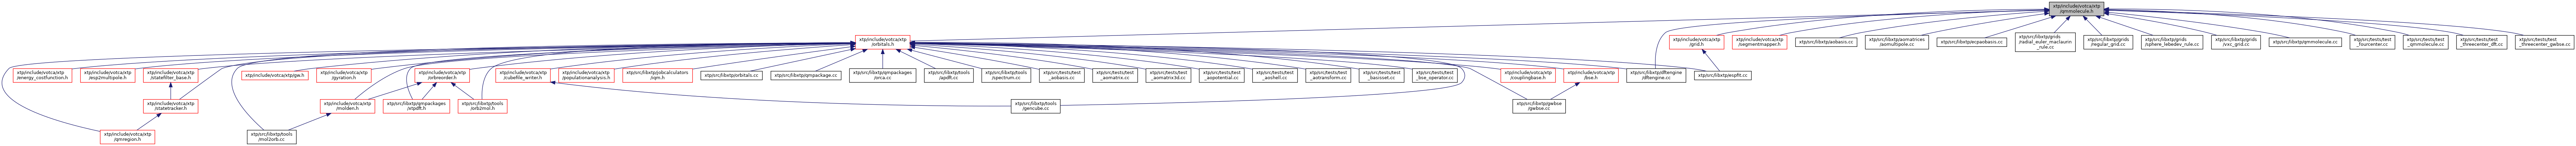 xtp/include/votca/xtp
/qmmolecule.h
xtp/include/votca/xtp
/orbitals.h
xtp/include/votca/xtp
/grid.h
xtp/include/votca/xtp
/segmentmapper.h
xtp/src/libxtp/aobasis.cc
xtp/src/libxtp/aomatrices
/aomultipole.cc
xtp/src/libxtp/ecpaobasis.cc
xtp/src/libxtp/grids
/radial_euler_maclaurin
_rule.cc
xtp/src/libxtp/grids
/regular_grid.cc
xtp/src/libxtp/grids
/sphere_lebedev_rule.cc
xtp/src/libxtp/grids
/vxc_grid.cc
xtp/src/libxtp/qmmolecule.cc
xtp/src/tests/test
_fourcenter.cc
xtp/src/tests/test
_qmmolecule.cc
xtp/src/tests/test
_threecenter_dft.cc
xtp/src/tests/test
_threecenter_gwbse.cc
xtp/include/votca/xtp
/energy_costfunction.h
xtp/include/votca/xtp
/esp2multipole.h
xtp/include/votca/xtp
/statefilter_base.h
xtp/include/votca/xtp/gw.h
xtp/include/votca/xtp
/gyration.h
xtp/include/votca/xtp
/orbreorder.h
xtp/include/votca/xtp
/cubefile_writer.h
xtp/include/votca/xtp
/populationanalysis.h
xtp/src/libxtp/jobcalculators
/iqm.h
xtp/src/libxtp/orbitals.cc
xtp/src/libxtp/qmpackage.cc
xtp/src/libxtp/qmpackages
/orca.cc
xtp/src/libxtp/tools
/apdft.cc
xtp/src/libxtp/tools
/spectrum.cc
xtp/src/tests/test
_aobasis.cc
xtp/src/tests/test
_aomatrix.cc
xtp/src/tests/test
_aomatrix3d.cc
xtp/src/tests/test
_aopotential.cc
xtp/src/tests/test
_aoshell.cc
xtp/src/tests/test
_aotransform.cc
xtp/src/tests/test
_basisset.cc
xtp/src/tests/test
_bse_operator.cc
xtp/include/votca/xtp
/couplingbase.h
xtp/include/votca/xtp
/bse.h
xtp/src/libxtp/dftengine
/dftengine.cc
xtp/src/libxtp/espfit.cc
xtp/include/votca/xtp
/statetracker.h
xtp/include/votca/xtp
/molden.h
xtp/src/libxtp/qmpackages
/xtpdft.h
xtp/src/libxtp/tools
/orb2mol.h
xtp/src/libxtp/tools
/gencube.cc
xtp/src/libxtp/gwbse
/gwbse.cc
xtp/include/votca/xtp
/qmregion.h
xtp/src/libxtp/tools
/mol2orb.cc